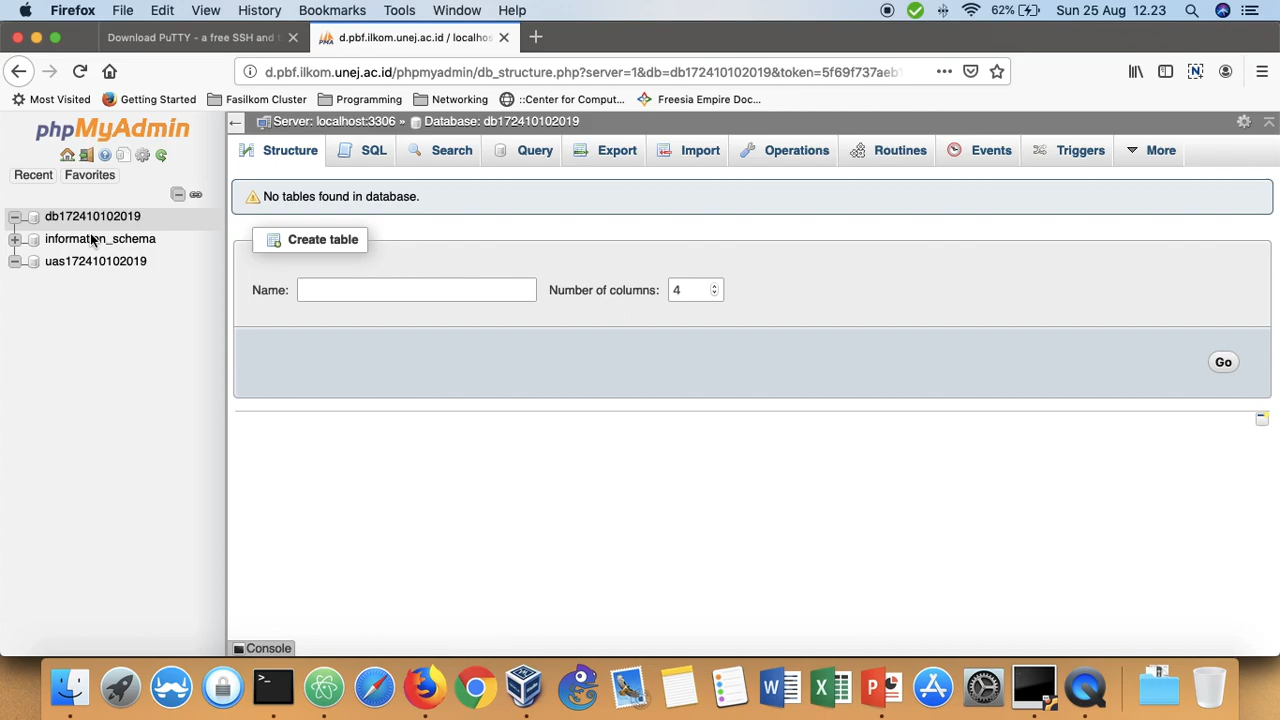 Firefox File Edit View History Bookmarks Tools Window Help 62% Sun 25 Aug 12.23
Download PuTTY - a free SSH and t
d.pbf.ilkom.unej.ac.id / localhos
d.pbf.ilkom.unej.ac.id/phpmyadmin/db_structure.php?server=1&db=db172410102019&token=5f69f737aeb1
Most Visited Getting Started Fasilkom Cluster Programming Networking ::Center for Comput... Freesia Empire Doc...
phpMyAdmin
Recent Favorites
db172410102019
information_schema
uas172410102019
Server: localhost:3306 » Database: db172410102019
Structure SQL Search Query Export Import Operations Routines Events Triggers More
No tables found in database.
Create table
Name: Number of columns: 4
Go
Console